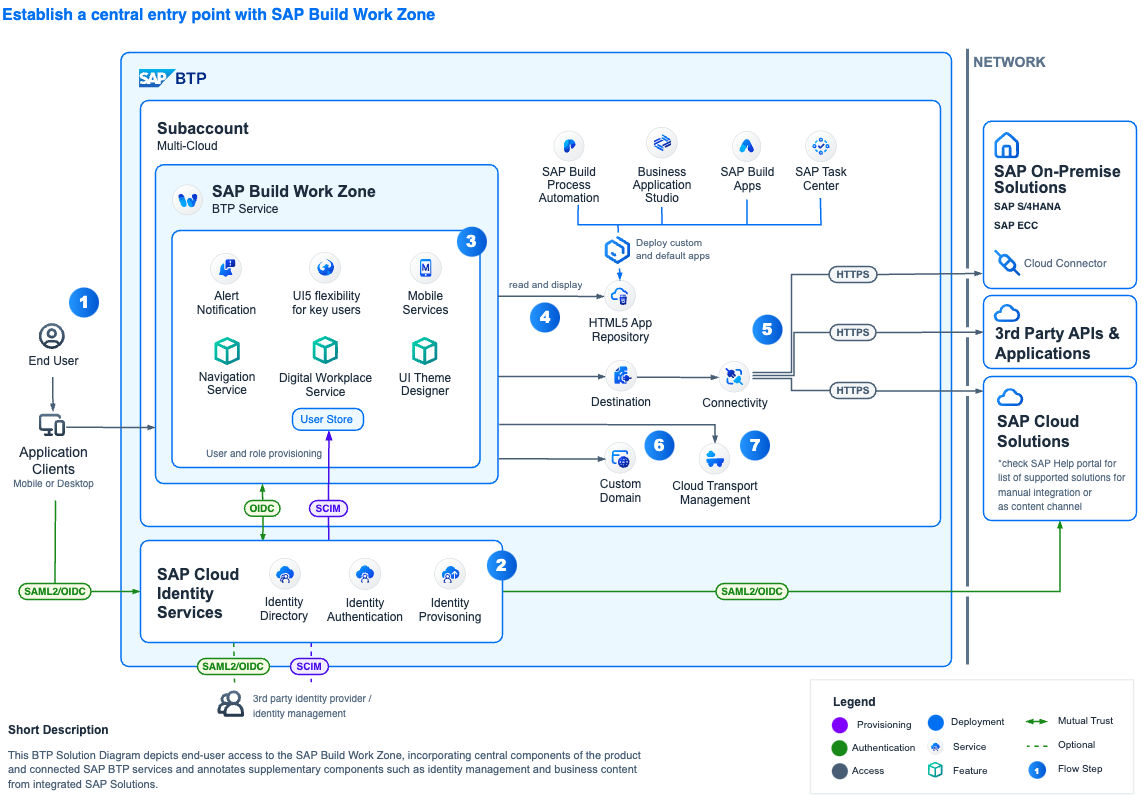 Establish a central entry point with SAP Build Work Zone
SAP BTP
NETWORK
Subaccount
Multi-Cloud
SAP Build Work Zone
BTP Service
3
Alert
Notification
UI5 flexibility
for key users
Mobile
Services
Navigation
Service
Digital Workplace
Service
UI Theme
Designer
User Store
User and role provisioning
1
End User
Application
Clients
Mobile or Desktop
SAP Build
Process
Automation
Business
Application
Studio
SAP Build
Apps
SAP Task
Center
Deploy custom
and default apps
read and display
4
HTML5 App
Repository
5
Destination
Connectivity
6
Custom
Domain
7
Cloud Transport
Management
HTTPS
HTTPS
HTTPS
SAP On-Premise
Solutions
SAP S/4HANA
SAP ECC
Cloud Connector
3rd Party APIs &
Applications
SAP Cloud
Solutions
*check SAP Help portal for
list of supported solutions for
manual integration or
as content channel
OIDC
SCIM
SAML2/OIDC
SAP Cloud
Identity
Services
2
Identity
Directory
Identity
Authentication
Identity
Provisoning
SAML2/OIDC
SAML2/OIDC
SCIM
3rd party identity provider /
identity management
Short Description
This BTP Solution Diagram depicts end-user access to the SAP Build Work Zone, incorporating central components of the product
and connected SAP BTP services and annotates supplementary components such as identity management and business content
from integrated SAP Solutions.
Legend
Provisioning
Deployment
Mutual Trust
Authentication
Service
Optional
Access
Feature
1
Flow Step